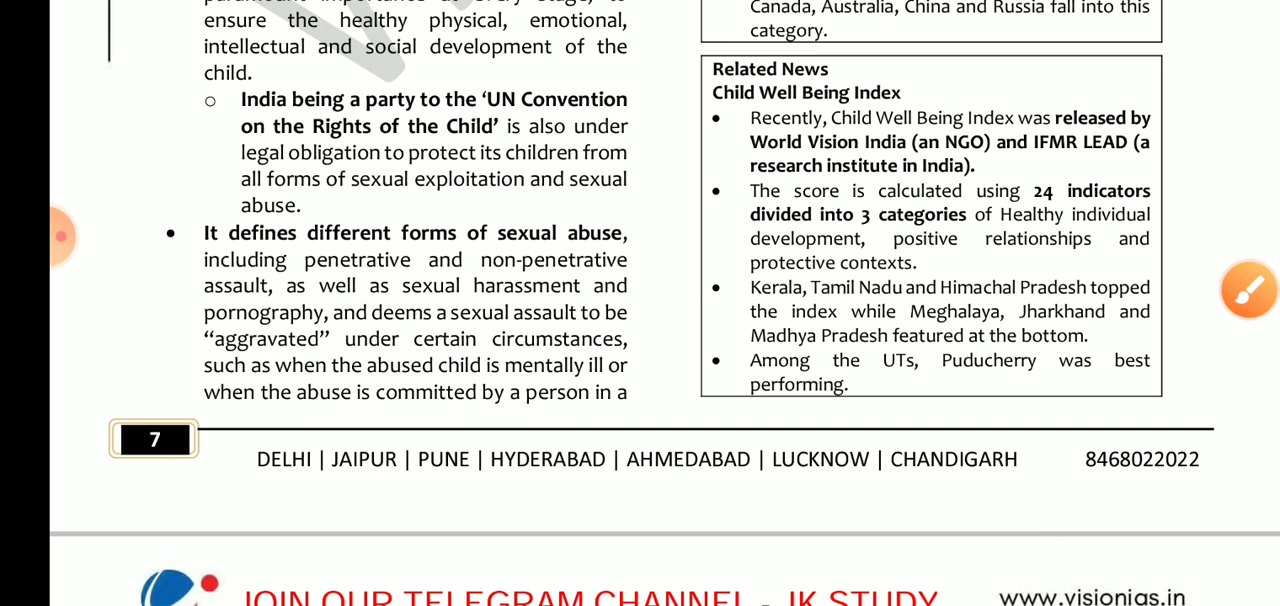 ensure the healthy physical, emotional,
intellectual and social development of the
child.
o India being a party to the ‘UN Convention
on the Rights of the Child’ is also under
legal obligation to protect its children from
all forms of sexual exploitation and sexual
abuse.
• It defines different forms of sexual abuse,
including penetrative and non-penetrative
assault, as well as sexual harassment and
pornography, and deems a sexual assault to be
“aggravated” under certain circumstances,
such as when the abused child is mentally ill or
when the abuse is committed by a person in a
Canada, Australia, China and Russia fall into this
category.
Related News
Child Well Being Index
• Recently, Child Well Being Index was released by
World Vision India (an NGO) and IFMR LEAD (a
research institute in India).
• The score is calculated using 24 indicators
divided into 3 categories of Healthy individual
development, positive relationships and
protective contexts.
• Kerala, Tamil Nadu and Himachal Pradesh topped
the index while Meghalaya, Jharkhand and
Madhya Pradesh featured at the bottom.
• Among the UTs, Puducherry was best
performing.
7
DELHI | JAIPUR | PUNE | HYDERABAD | AHMEDABAD | LUCKNOW | CHANDIGARH 8468022022
JOIN OUR TELEGRAM CHANNEL - JK STUDY
www.visionias.in